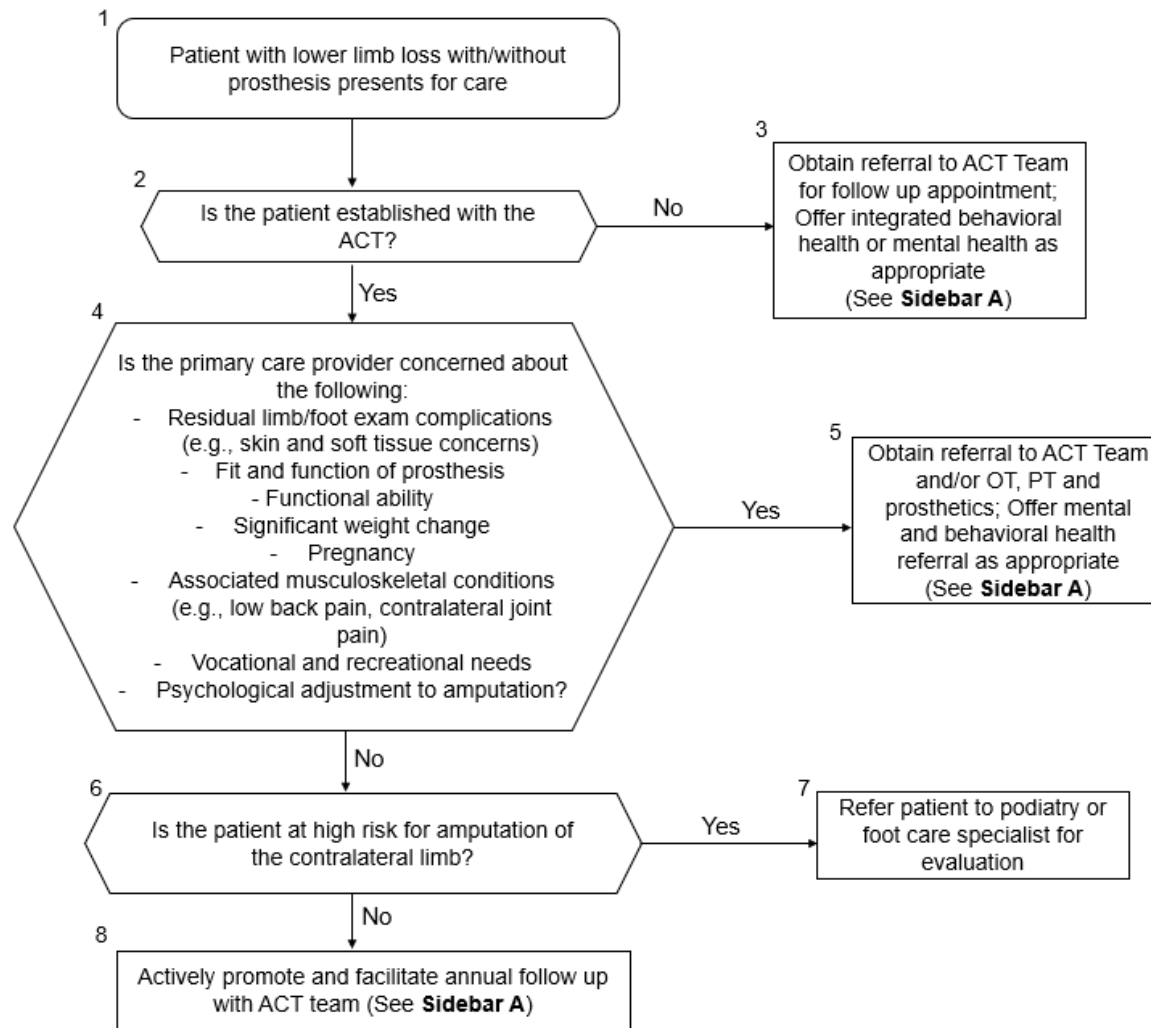 1
Patient with lower limb loss with/without
prosthesis presents for care
2
Is the patient established with the
ACT?
No
3
Obtain referral to ACT Team
for follow up appointment;
Offer integrated behavioral
health or mental health as
appropriate
(See Sidebar A)
Yes
4
Is the primary care provider concerned about
the following:
- Residual limb/foot exam complications
(e.g., skin and soft tissue concerns)
- Fit and function of prosthesis
- Functional ability
- Significant weight change
- Pregnancy
- Associated musculoskeletal conditions
(e.g., low back pain, contralateral joint
pain)
- Vocational and recreational needs
- Psychological adjustment to amputation?
Yes
5
Obtain referral to ACT Team
and/or OT, PT and
prosthetics; Offer mental
and behavioral health
referral as appropriate
(See Sidebar A)
No
6
Is the patient at high risk for amputation of
the contralateral limb?
Yes
7
Refer patient to podiatry or
foot care specialist for
evaluation
No
8
Actively promote and facilitate annual follow up
with ACT team (See Sidebar A)